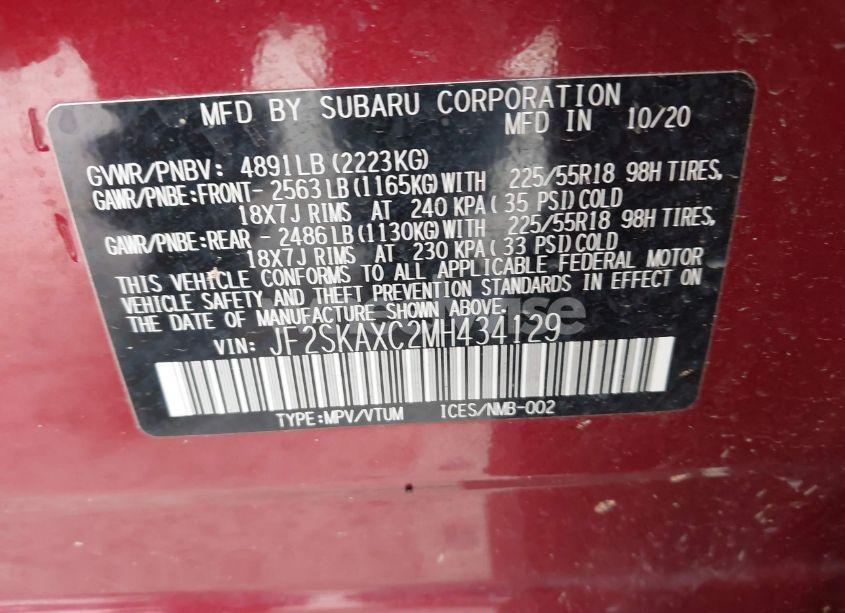 MFD BY SUBARU CORPORATION
MFD IN 10/20
GVWR/PNBV: 4891LB (2223KG)
GAWR/PNBE:FRONT- 2563 LB (1165KG) WITH 225/55R18 98H TIRES,
18X7J RIMS AT 240 KPA( 35 PSI) COLD
GAWR/PNBE:REAR - 2486 LB (1130KG) WITH 225/55R18 98H TIRES,
18X7J RIMS AT 230 KPA( 33 PSI) COLD
THIS VEHICLE CONFORMS TO ALL APPLICABLE FEDERAL MOTOR
VEHICLE SAFETY AND THEFT PREVENTION STANDARDS IN EFFECT ON
THE DATE OF MANUFACTURE SHOWN ABOVE.
VIN: JF2SKAXC2MH434129
TYPE:MPV/VTUM ICES/NMB-002